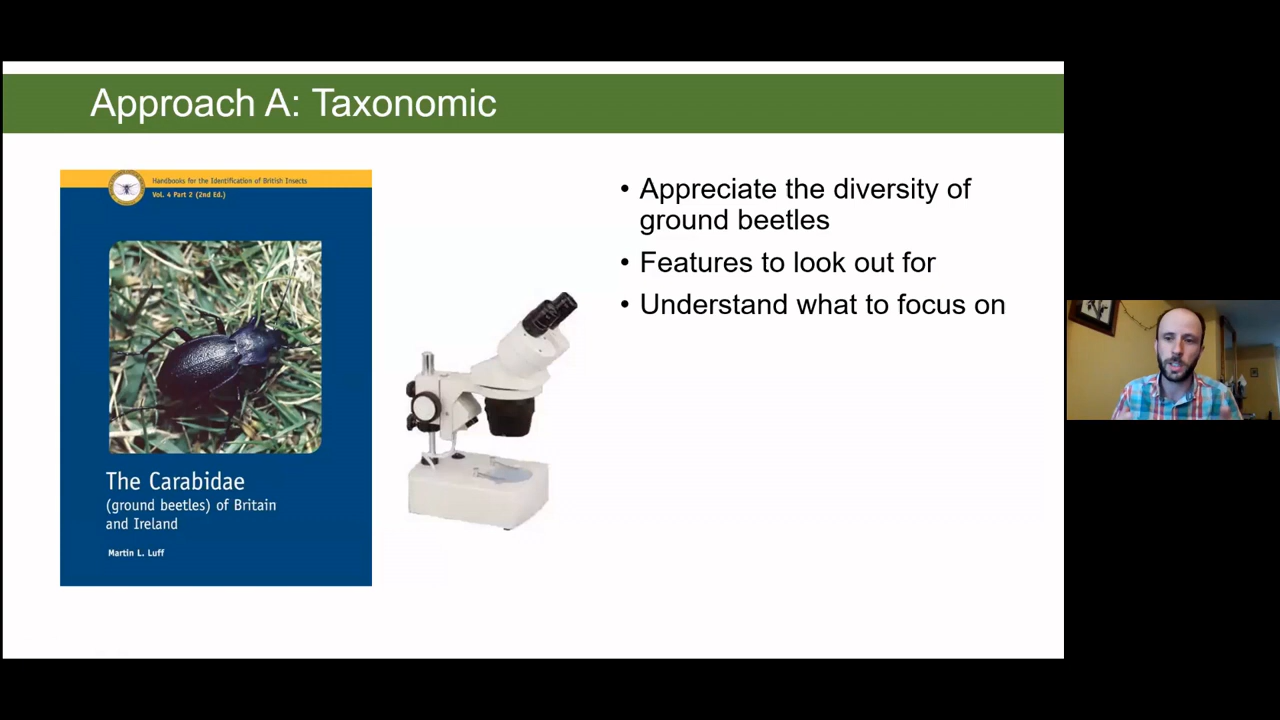 Approach A: Taxonomic
Handbooks for the Identification of British Insects
Vol. 4 Part 2 (2nd Ed.)
The Carabidae
(ground beetles) of Britain
and Ireland
Martin L. Luff
• Appreciate the diversity of
ground beetles
• Features to look out for
• Understand what to focus on